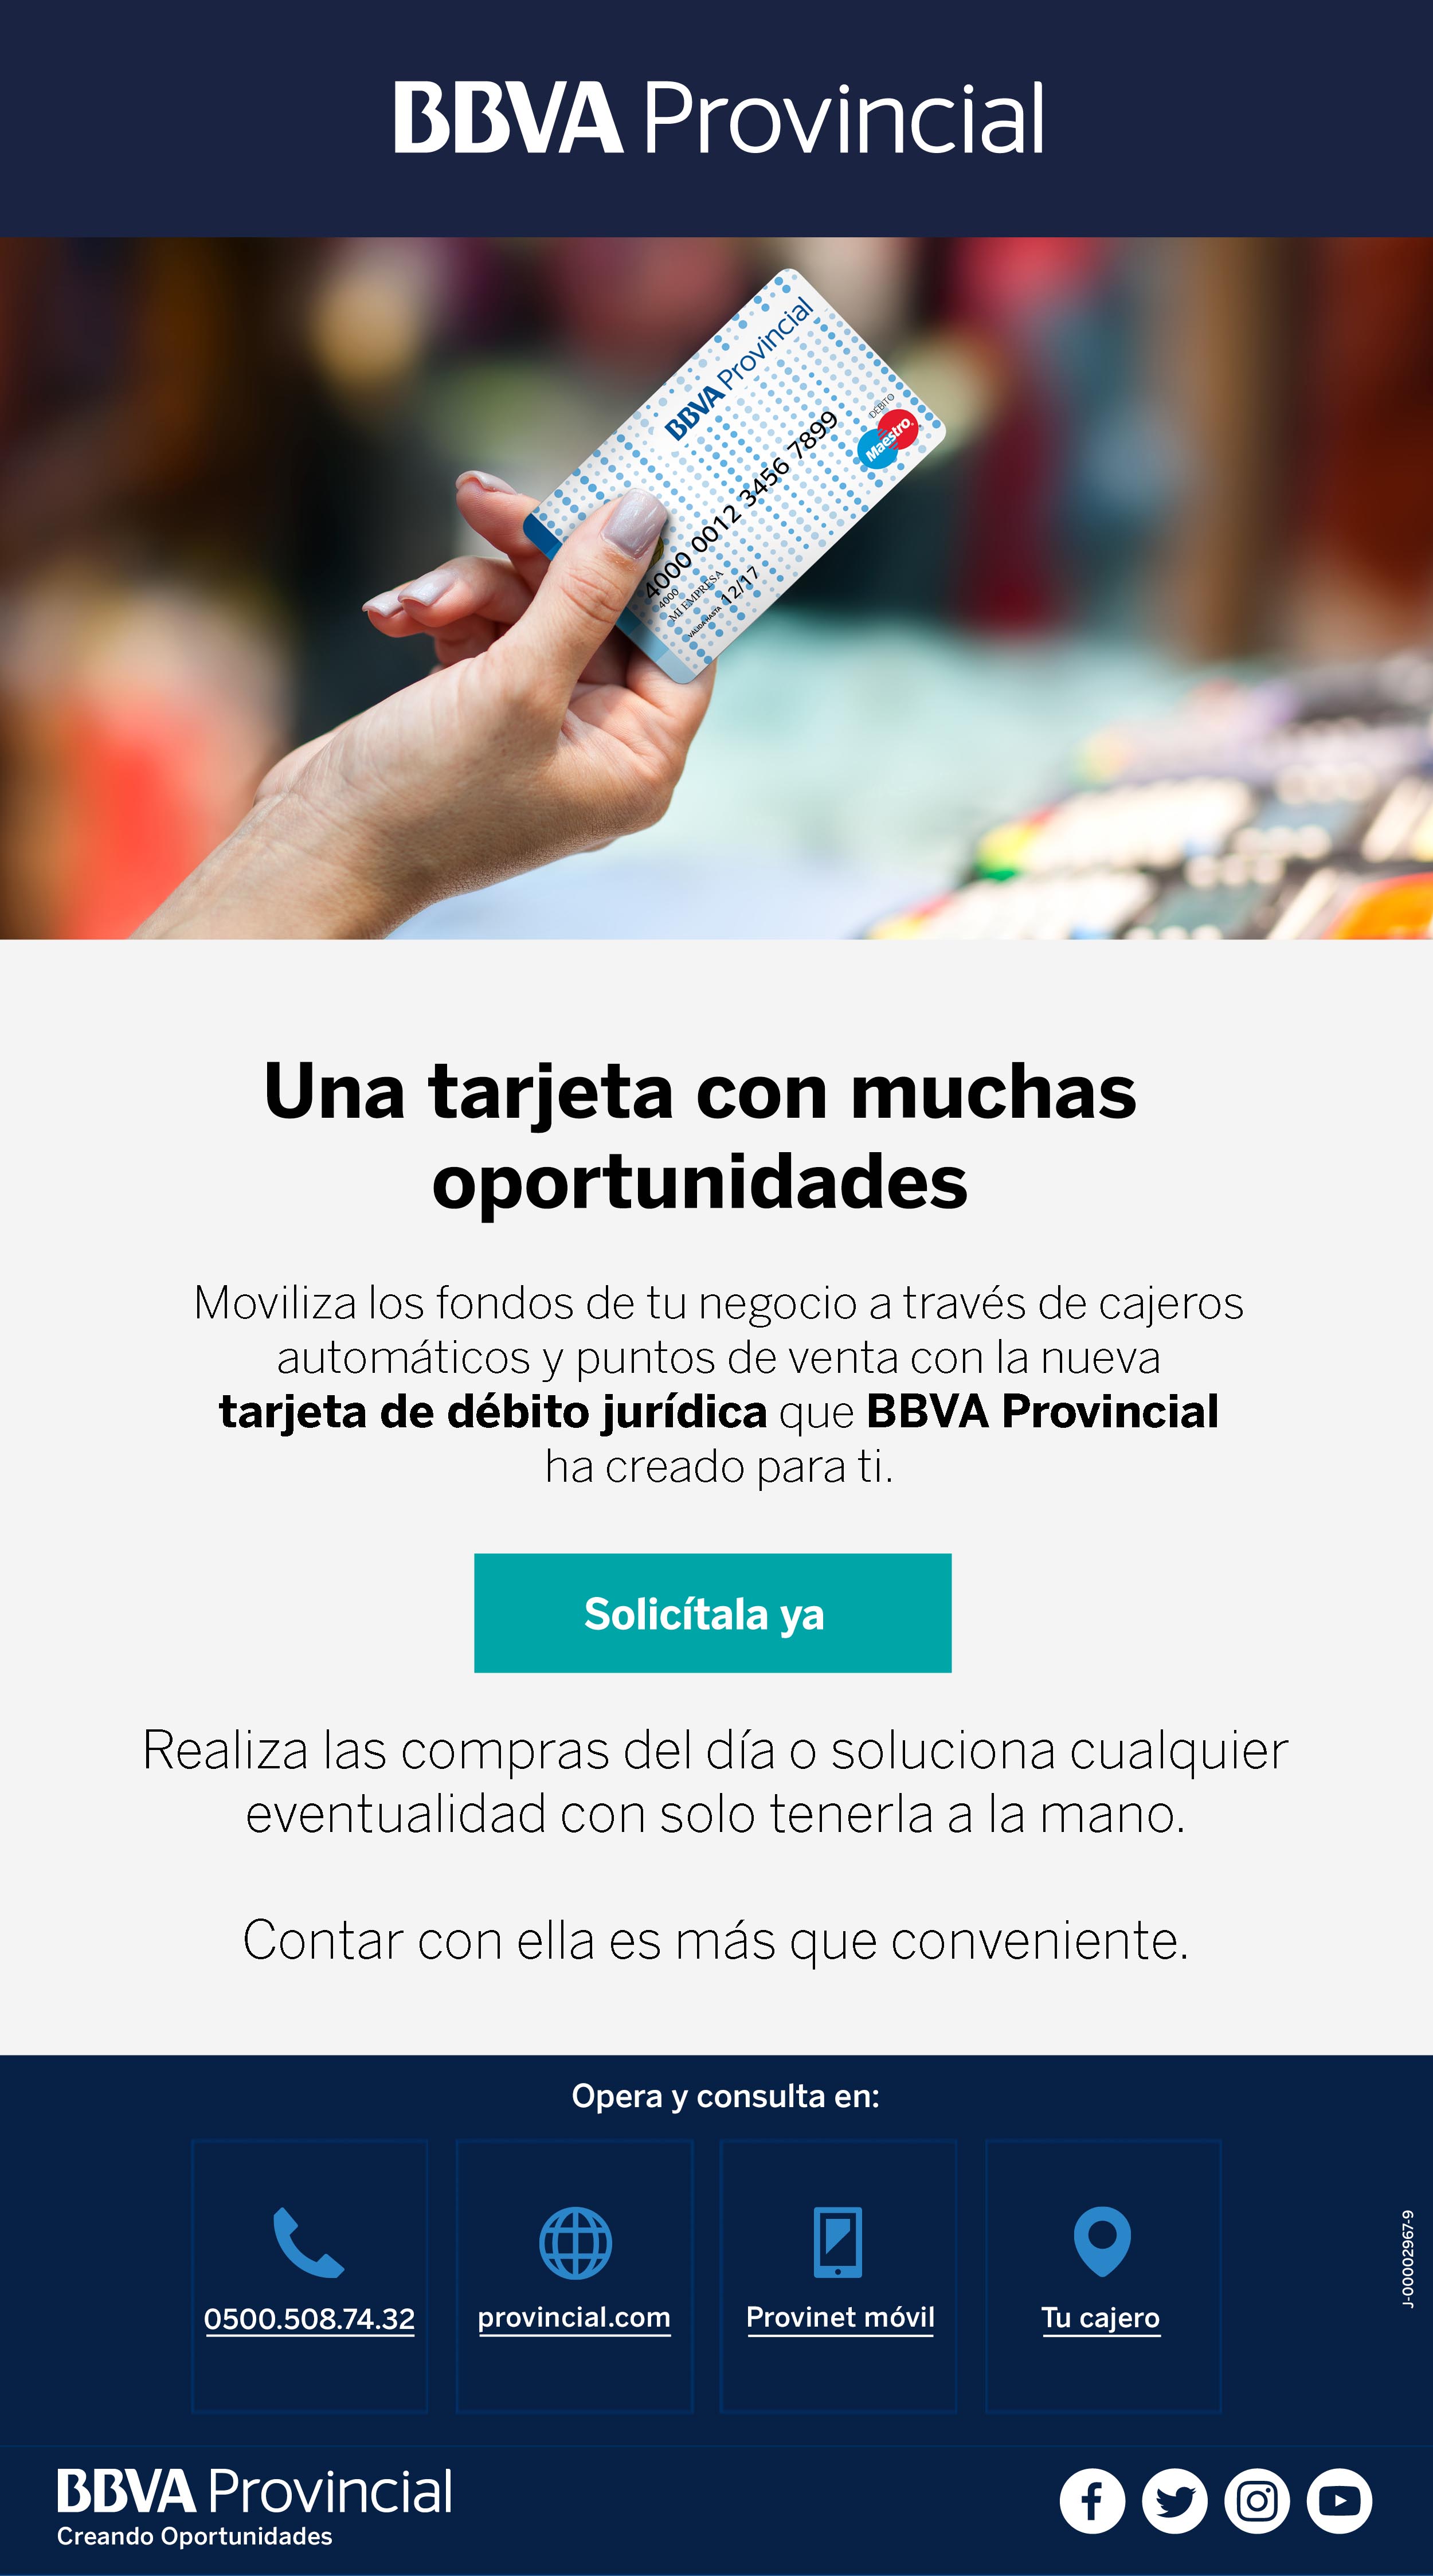 BBVA Provincial
BBVA Provincial
4000 0012 3456 7899
4000
MI EMPRESA
VALIDA HASTA 12/17
DÉBITO
Maestro
Una tarjeta con muchas
oportunidades
Moviliza los fondos de tu negocio a través de cajeros
automáticos y puntos de venta con la nueva
tarjeta de débito jurídica que BBVA Provincial
ha creado para ti.
Solicítala ya
Realiza las compras del día o soluciona cualquier
eventualidad con solo tenerla a la mano.
Contar con ella es más que conveniente.
Opera y consulta en:
0500.508.74.32
provincial.com
Provinet móvil
Tu cajero
J-00002967-9
BBVA Provincial
Creando Oportunidades